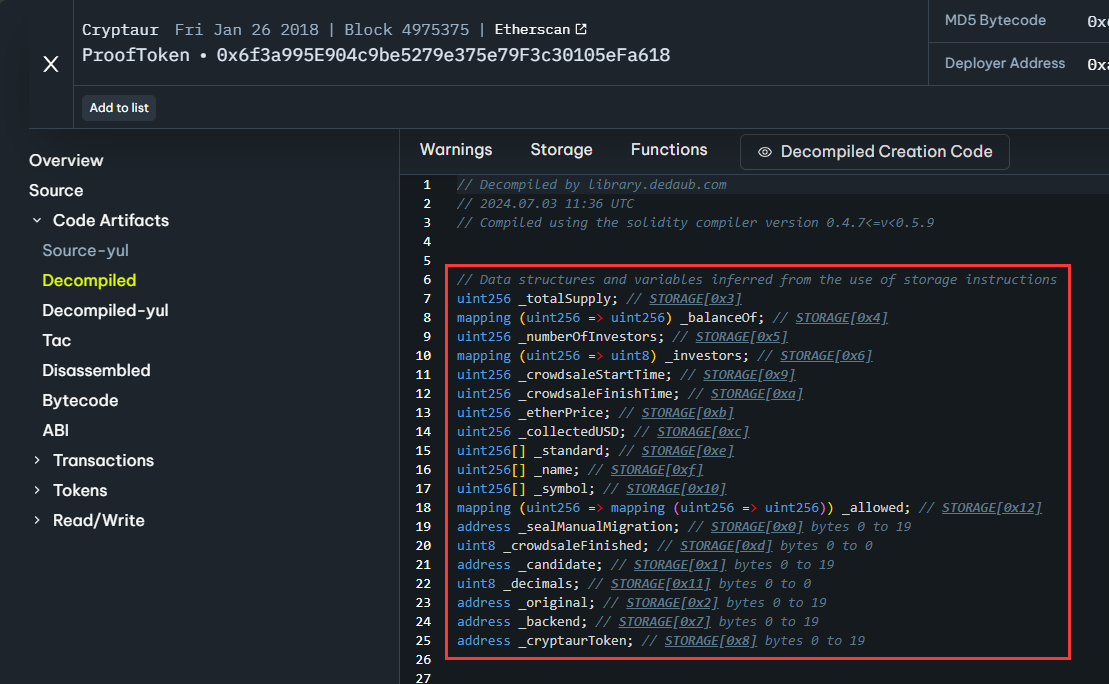 Cryptaur Fri Jan 26 2018 | Block 4975375 | Etherscan
ProofToken • 0x6f3a995E904c9be5279e375e79F3c30105eFa618
MD5 Bytecode
Deployer Address
X
Add to list
Overview
Source
Code Artifacts
Source-yul
Decompiled
Decompiled-yul
Tac
Disassembled
Bytecode
ABI
Transactions
Tokens
Read/Write
Warnings Storage Functions Decompiled Creation Code
1 // Decompiled by library.dedaub.com
2 // 2024.07.03 11:36 UTC
3 // Compiled using the solidity compiler version 0.4.7<=v<0.5.9
4
5
6 // Data structures and variables inferred from the use of storage instructions
7 uint256 _totalSupply; // STORAGE[0x3]
8 mapping (uint256 => uint256) _balanceOf; // STORAGE[0x4]
9 uint256 _numberOfInvestors; // STORAGE[0x5]
10 mapping (uint256 => uint8) _investors; // STORAGE[0x6]
11 uint256 _crowdsaleStartTime; // STORAGE[0x9]
12 uint256 _crowdsaleFinishTime; // STORAGE[0xa]
13 uint256 _etherPrice; // STORAGE[0xb]
14 uint256 _collectedUSD; // STORAGE[0xc]
15 uint256[] _standard; // STORAGE[0xe]
16 uint256[] _name; // STORAGE[0xf]
17 uint256[] _symbol; // STORAGE[0x10]
18 mapping (uint256 => mapping (uint256 => uint256)) _allowed; // STORAGE[0x12]
19 address _sealManualMigration; // STORAGE[0x0] bytes 0 to 19
20 uint8 _crowdsaleFinished; // STORAGE[0xd] bytes 0 to 0
21 address _candidate; // STORAGE[0x1] bytes 0 to 19
22 uint8 _decimals; // STORAGE[0x11] bytes 0 to 0
23 address _original; // STORAGE[0x2] bytes 0 to 19
24 address _backend; // STORAGE[0x7] bytes 0 to 19
25 address _cryptaurToken; // STORAGE[0x8] bytes 0 to 19
26
27